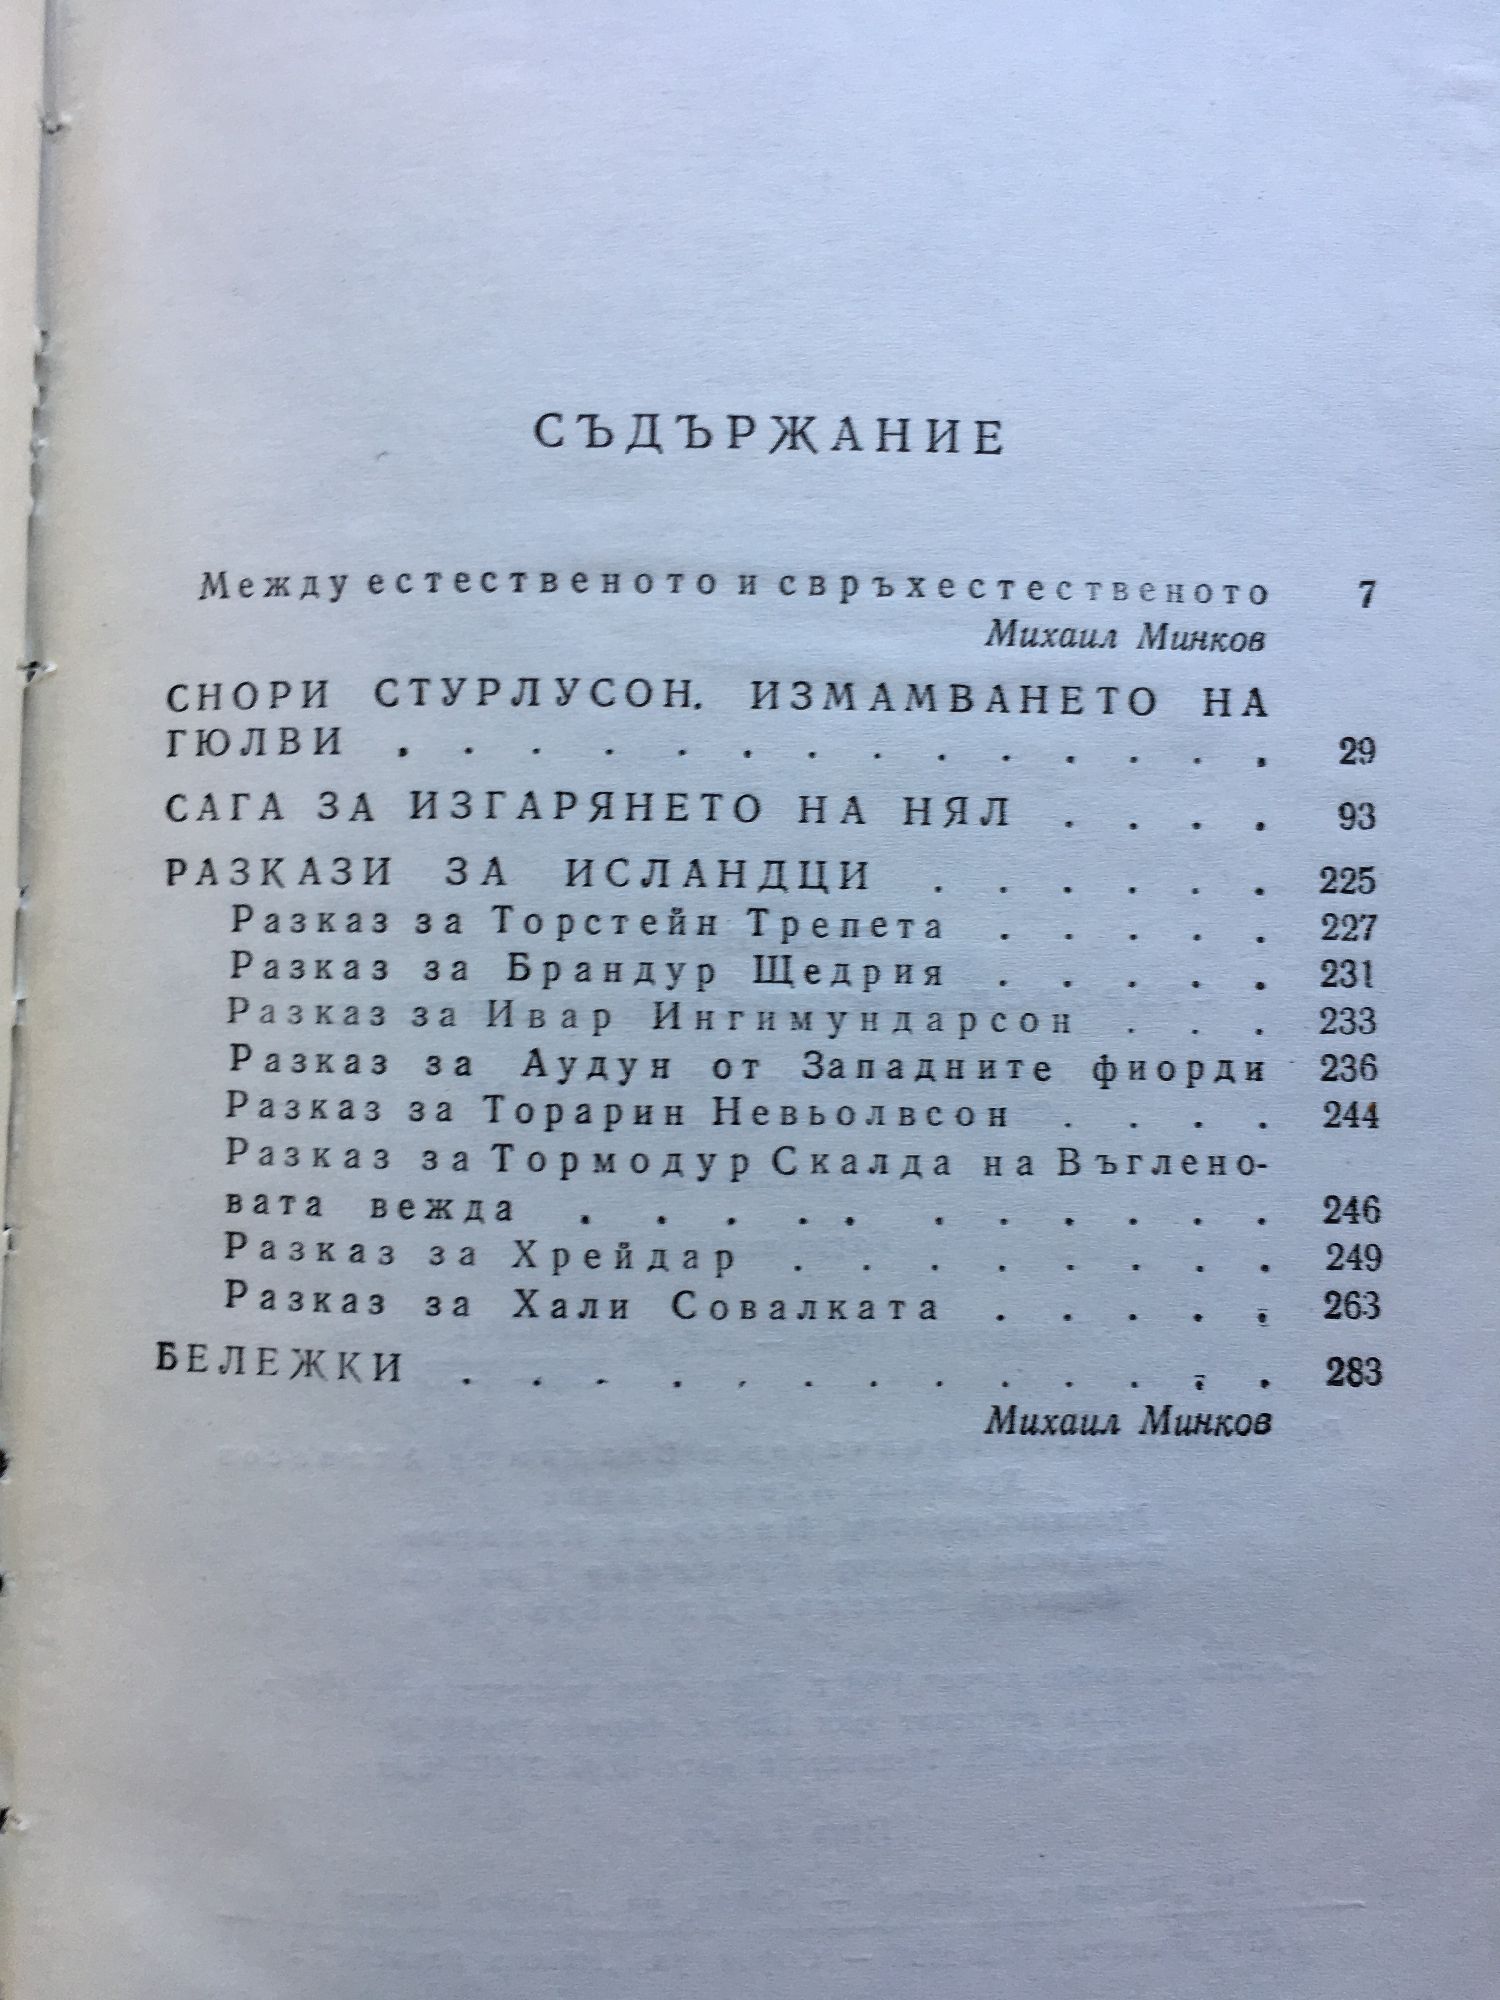 СЪДЪРЖАНИЕ
Между естественото и свръхестественото 7
Михаил Минков
СНОРИ СТУРЛУСОН. ИЗМАМВАНЕТО НА
ГЮЛВИ . . . . . . . . . . . . . . 29
САГА ЗА ИЗГАРЯНЕТО НА НЯЛ . . . . 93
РАЗКАЗИ ЗА ИСЛАНДЦИ . . . . . . 225
Разказ за Торстейн Трепета . . . . . 227
Разказ за Брандур Щедрия . . . . . 231
Разказ за Ивар Ингимундарсон . . . 233
Разказ за Аудун от Западните фиорди 236
Разказ за Торарин Невьолвсон . . . . 244
Разказ за Тормодур Скалда на Въглено-
вата вежда . . . . . . . . . . . 246
Разказ за Хрейдар . . . . . . . . 249
Разказ за Хали Совалката . . . . . 263
БЕЛЕЖКИ . . . . . . . . . . . . . 283
Михаил Минков